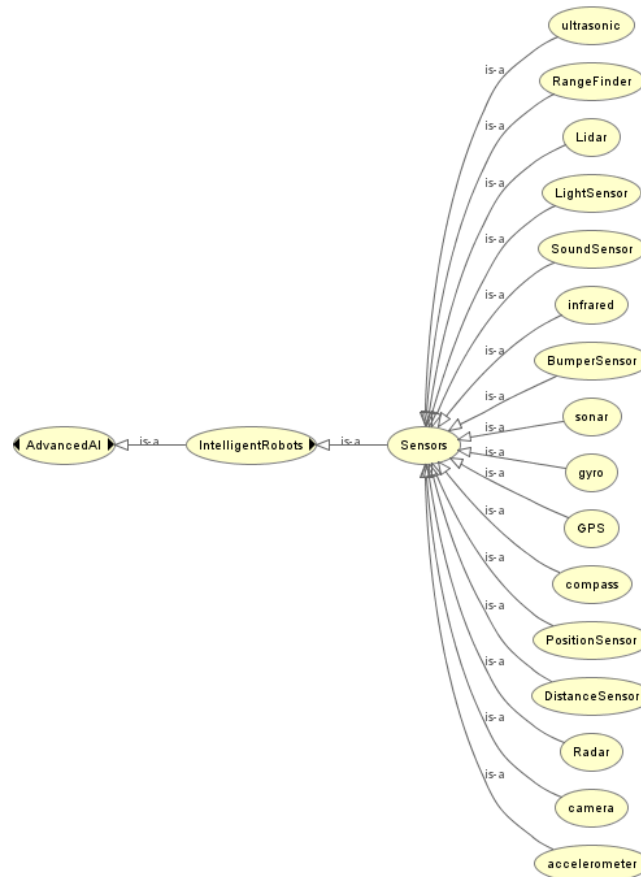 ultrasonic
is-a
RangeFinder
is-a
Lidar
is-a
LightSensor
is-a
SoundSensor
is-a
infrared
is-a
BumperSensor
is-a
sonar
is-a
AdvancedAI
is-a
IntelligentRobots
is-a
Sensors
is-a
gyro
is-a
GPS
is-a
compass
is-a
PositionSensor
is-a
DistanceSensor
is-a
Radar
is-a
camera
is-a
accelerometer